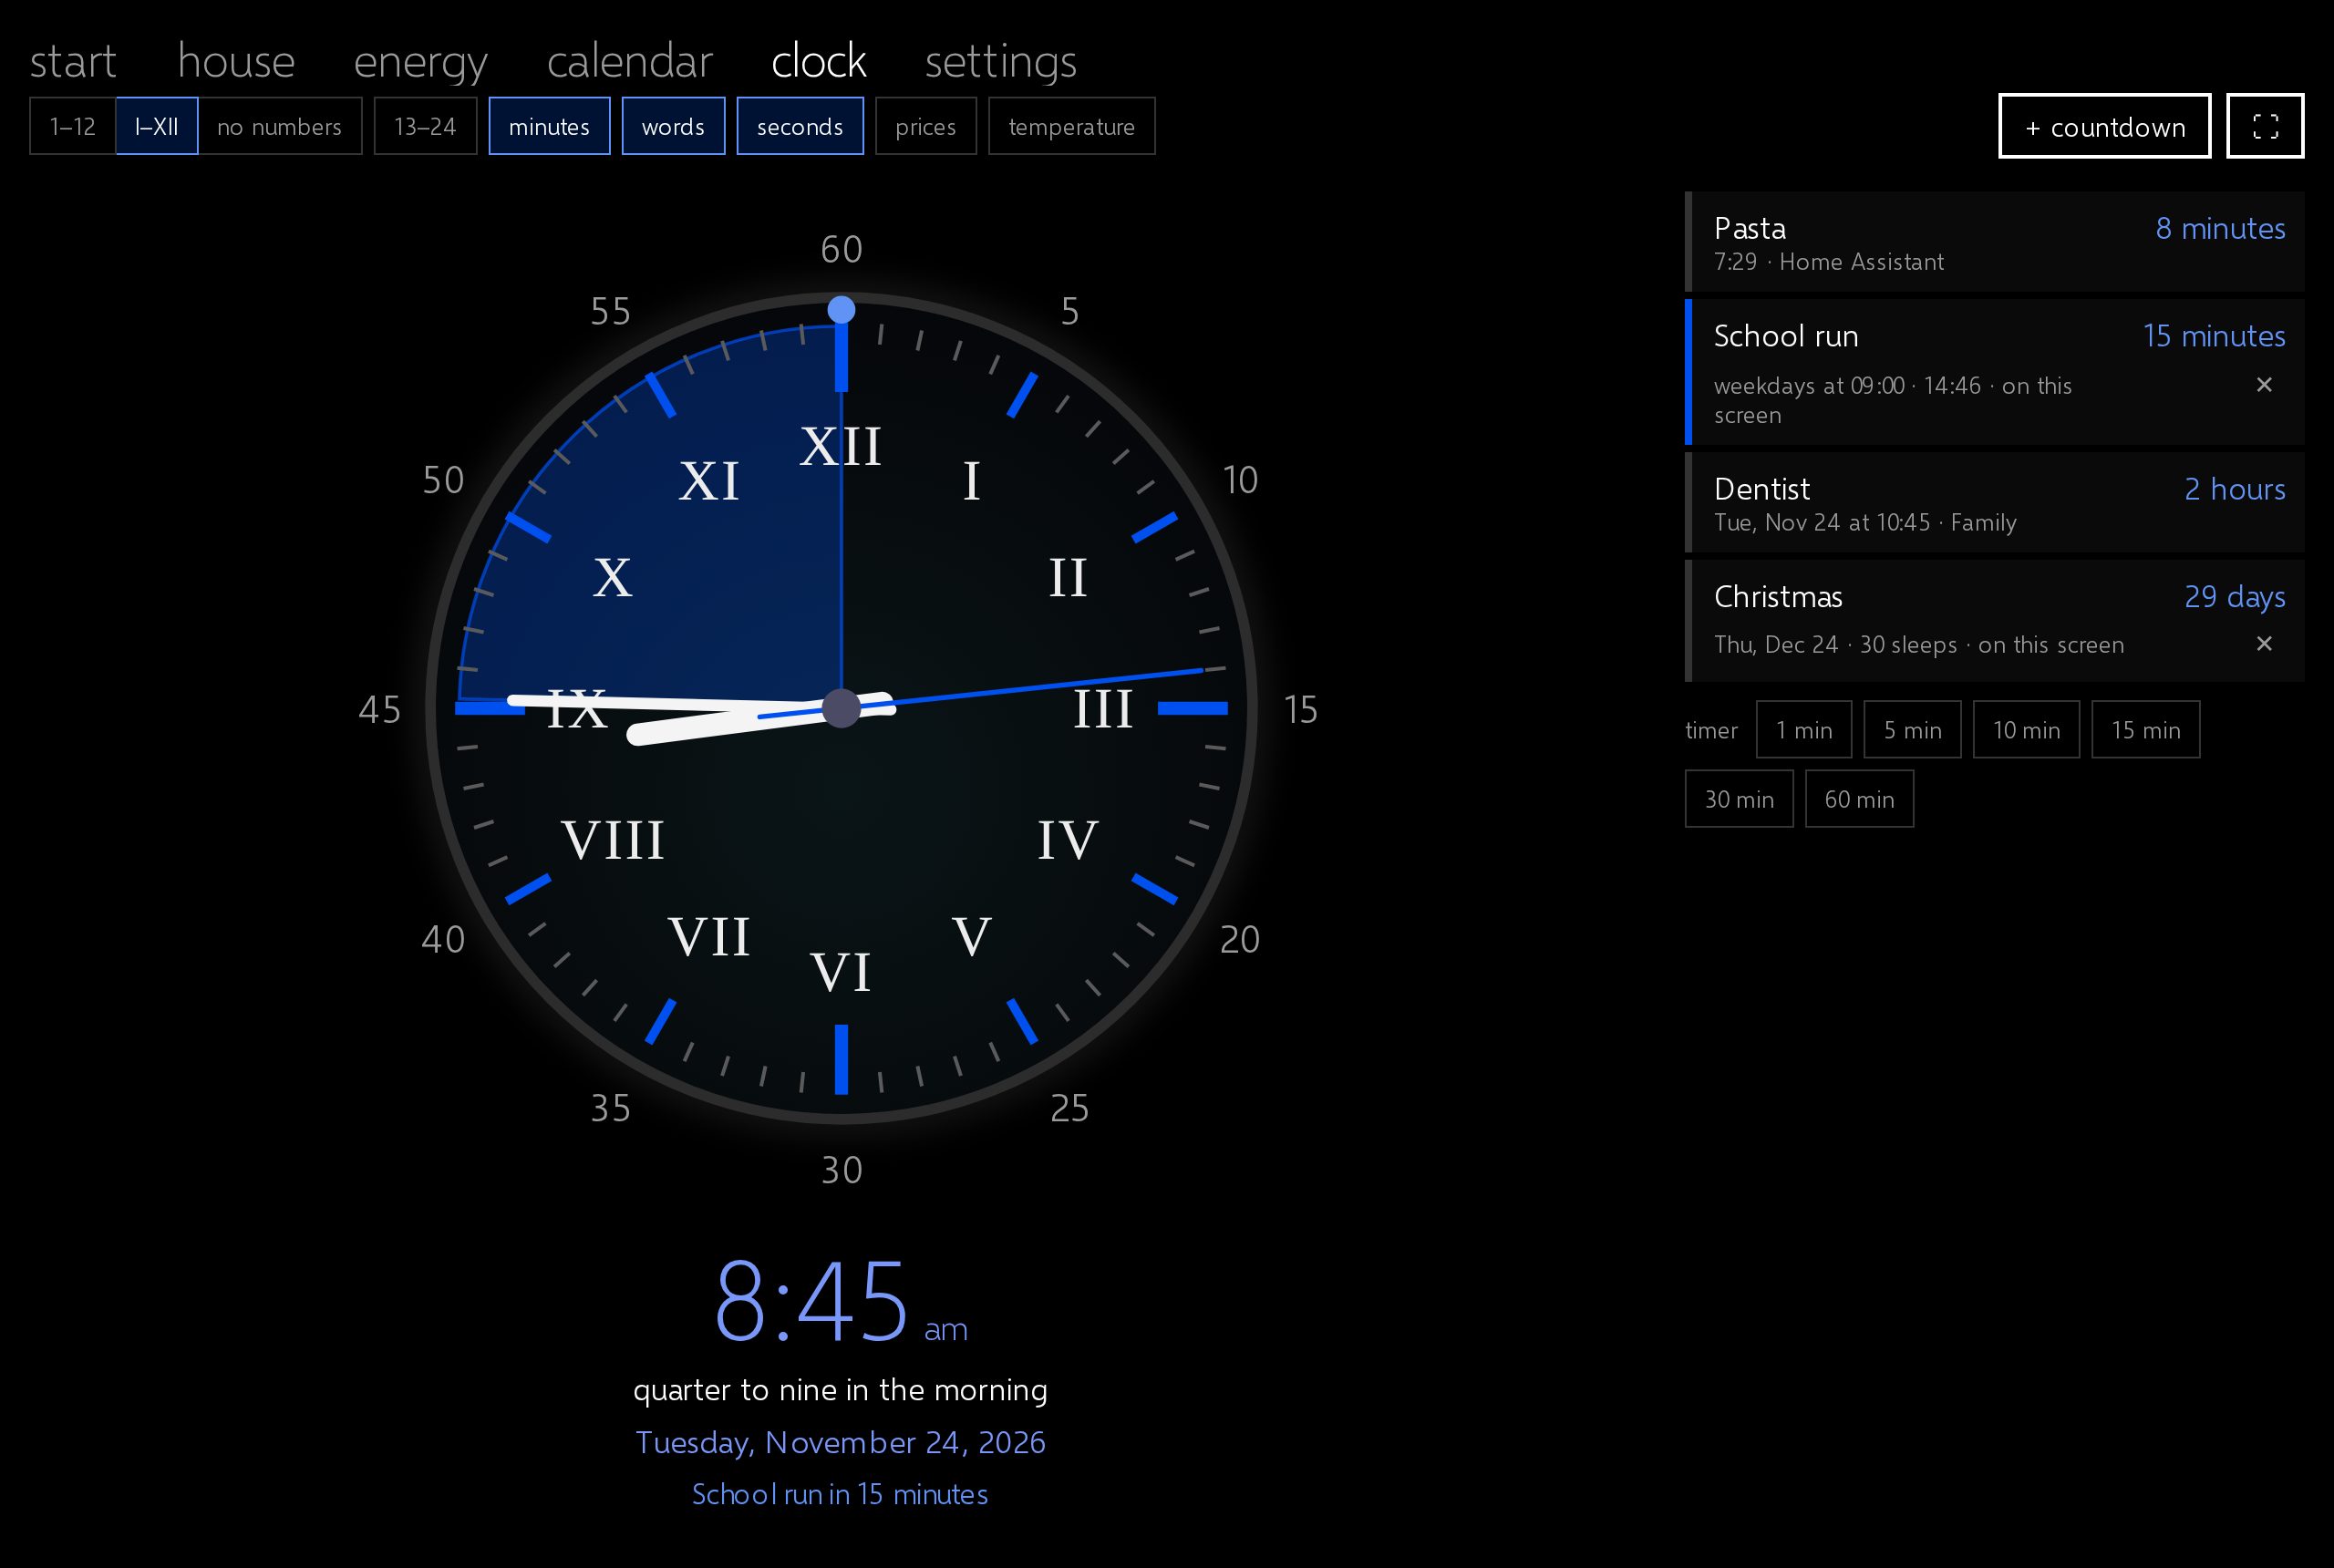 start house energy calendar clock settings
1–12 I–XII no numbers 13–24 minutes words seconds prices temperature
+ countdown
60
55
5
50
10
45
15
40
20
35
25
30
XII
XI
I
X
II
IX
III
VIII
IV
VII
V
VI
8:45 am
quarter to nine in the morning
Tuesday, November 24, 2026
School run in 15 minutes
Pasta 8 minutes
7:29 · Home Assistant
School run 15 minutes
weekdays at 09:00 · 14:46 · on this
screen
×
Dentist 2 hours
Tue, Nov 24 at 10:45 · Family
Christmas 29 days
Thu, Dec 24 · 30 sleeps · on this screen ×
timer 1 min 5 min 10 min 15 min
30 min 60 min